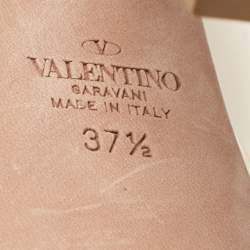 VALENTINO
GARAVANI
MADE IN ITALY
37½